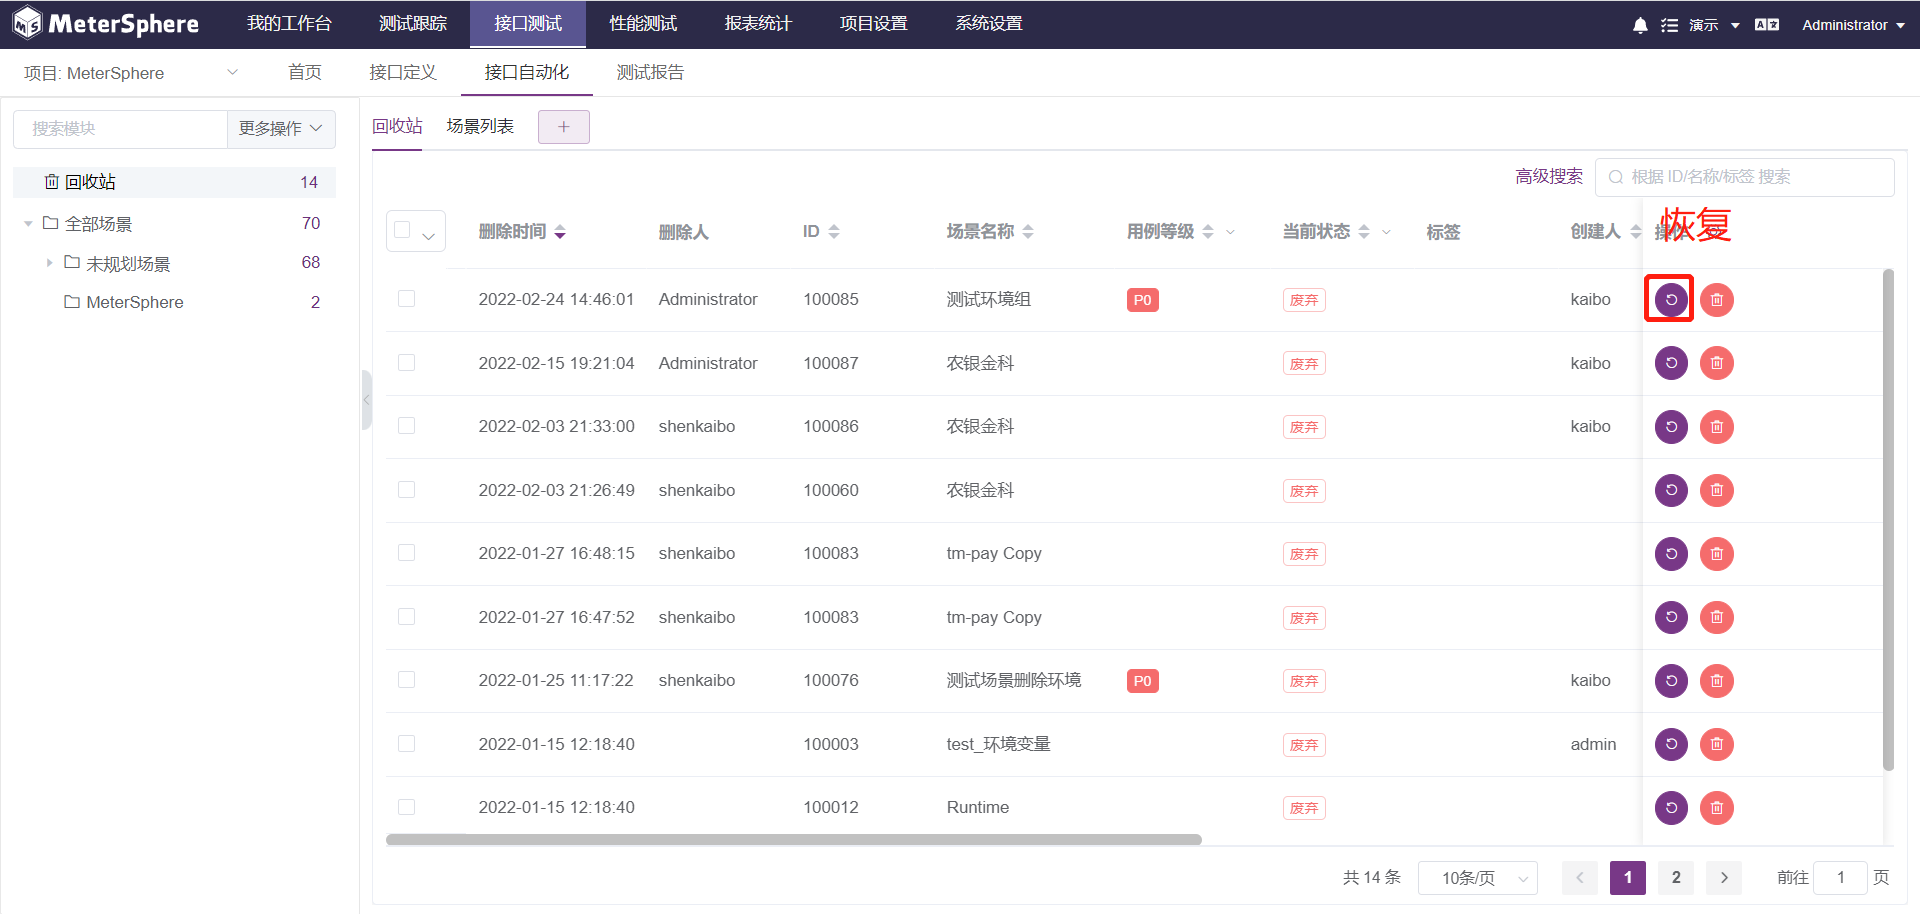 MeterSphere 我的工作台 测试跟踪 接口测试 性能测试 报表统计 项目设置 系统设置 演示 Administrator
项目: MeterSphere 首页 接口定义 接口自动化 测试报告
搜索模块 更多操作
回收站 14
全部场景 70
未规划场景 68
MeterSphere 2
回收站 场景列表 +
高级搜索 根据 ID/名称/标签 搜索
恢复
删除时间 删除人 ID 场景名称 用例等级 当前状态 标签 创建人 操作
2022-02-24 14:46:01 Administrator 100085 测试环境组 P0 废弃 kaibo
2022-02-15 19:21:04 Administrator 100087 农银金科 废弃 kaibo
2022-02-03 21:33:00 shenkaibo 100086 农银金科 废弃 kaibo
2022-02-03 21:26:49 shenkaibo 100060 农银金科 废弃
2022-01-27 16:48:15 shenkaibo 100083 tm-pay Copy 废弃
2022-01-27 16:47:52 shenkaibo 100083 tm-pay Copy 废弃
2022-01-25 11:17:22 shenkaibo 100076 测试场景删除环境 P0 废弃 kaibo
2022-01-15 12:18:40 100003 test_环境变量 废弃 admin
2022-01-15 12:18:40 100012 Runtime 废弃
共 14 条 10条/页 1 2 前往 1 页